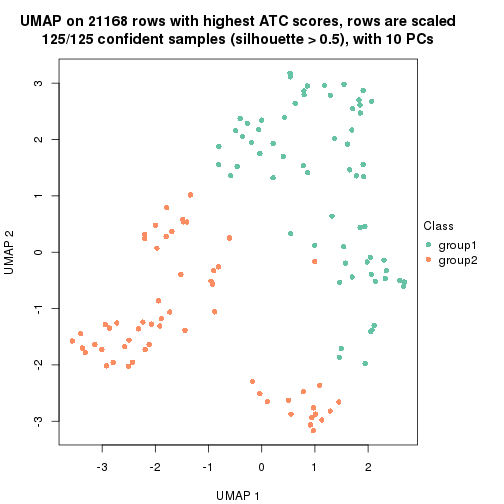 UMAP on 21168 rows with highest ATC scores, rows are scaled
125/125 confident samples (silhouette > 0.5), with 10 PCs
3
2
1
0
-1
-2
-3
UMAP 2
-3
-2
-1
0
1
2
UMAP 1
Class
group1
group2